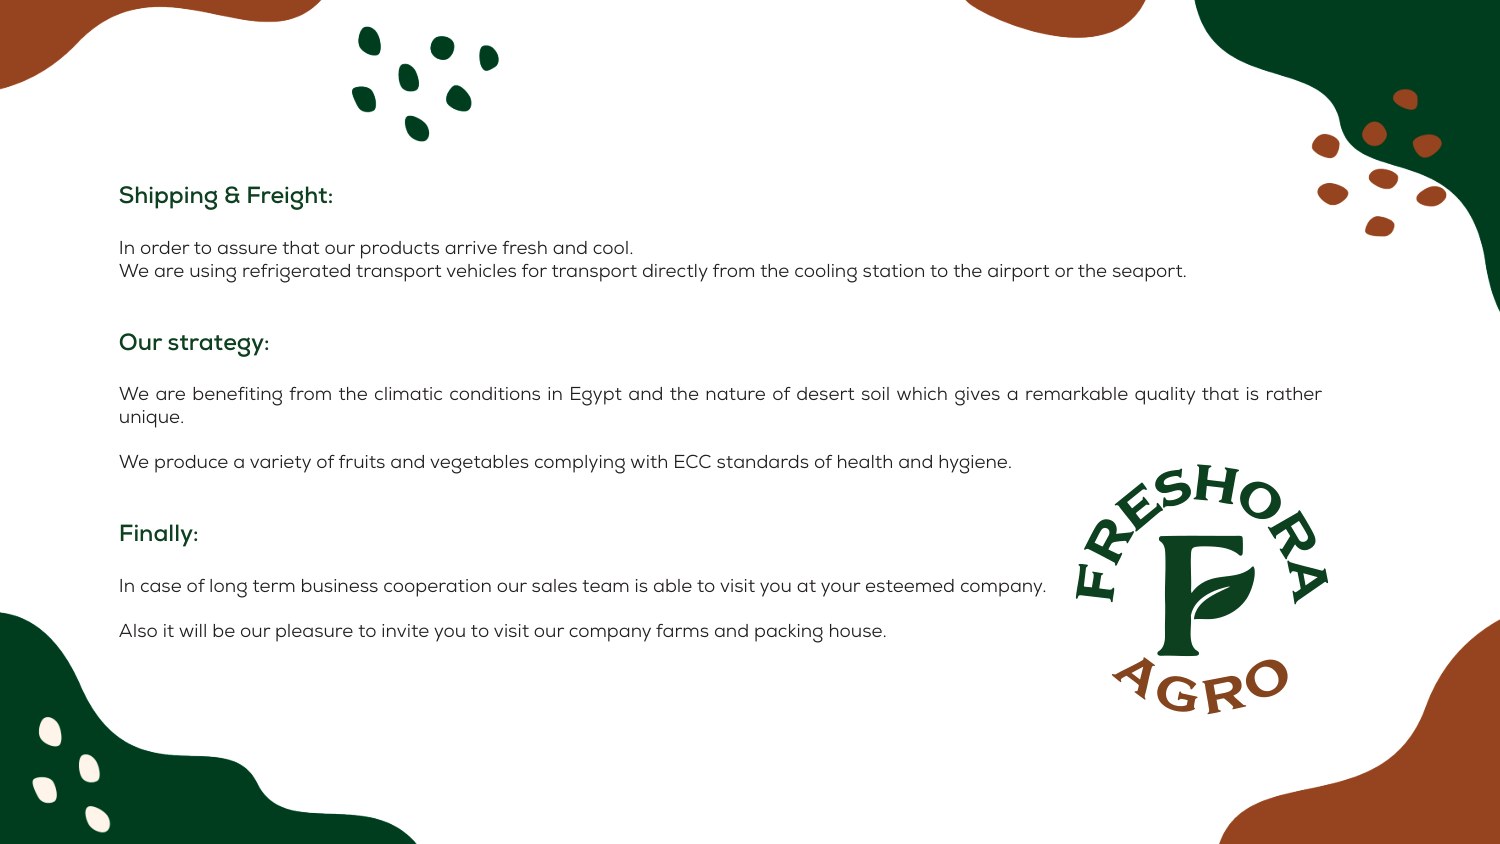 Shipping & Freight:
In order to assure that our products arrive fresh and cool.
We are using refrigerated transport vehicles for transport directly from the cooling station to the airport or the seaport.
Our strategy:
We are benefiting from the climatic conditions in Egypt and the nature of desert soil which gives a remarkable quality that is rather
unique.
We produce a variety of fruits and vegetables complying with ECC standards of health and hygiene.
Finally:
In case of long term business cooperation our sales team is able to visit you at your esteemed company.
Also it will be our pleasure to invite you to visit our company farms and packing house.
FRESHORA
F
AGRO